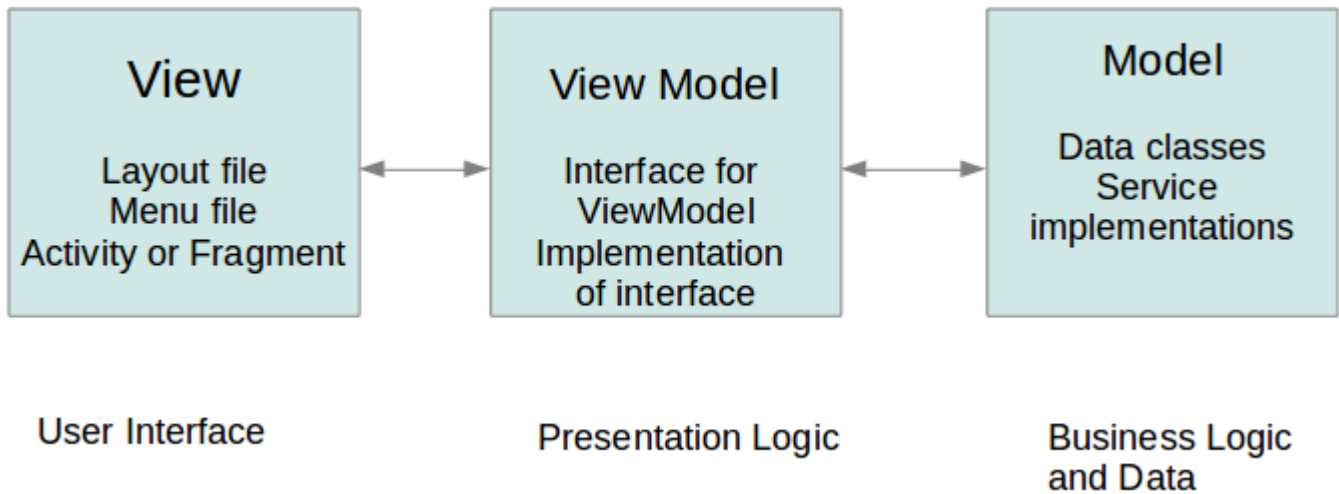 View
Layout file
Menu file
Activity or Fragment
View Model
Interface for
ViewModel
Implementation
of interface
Model
Data classes
Service
implementations
User Interface
Presentation Logic
Business Logic
and Data